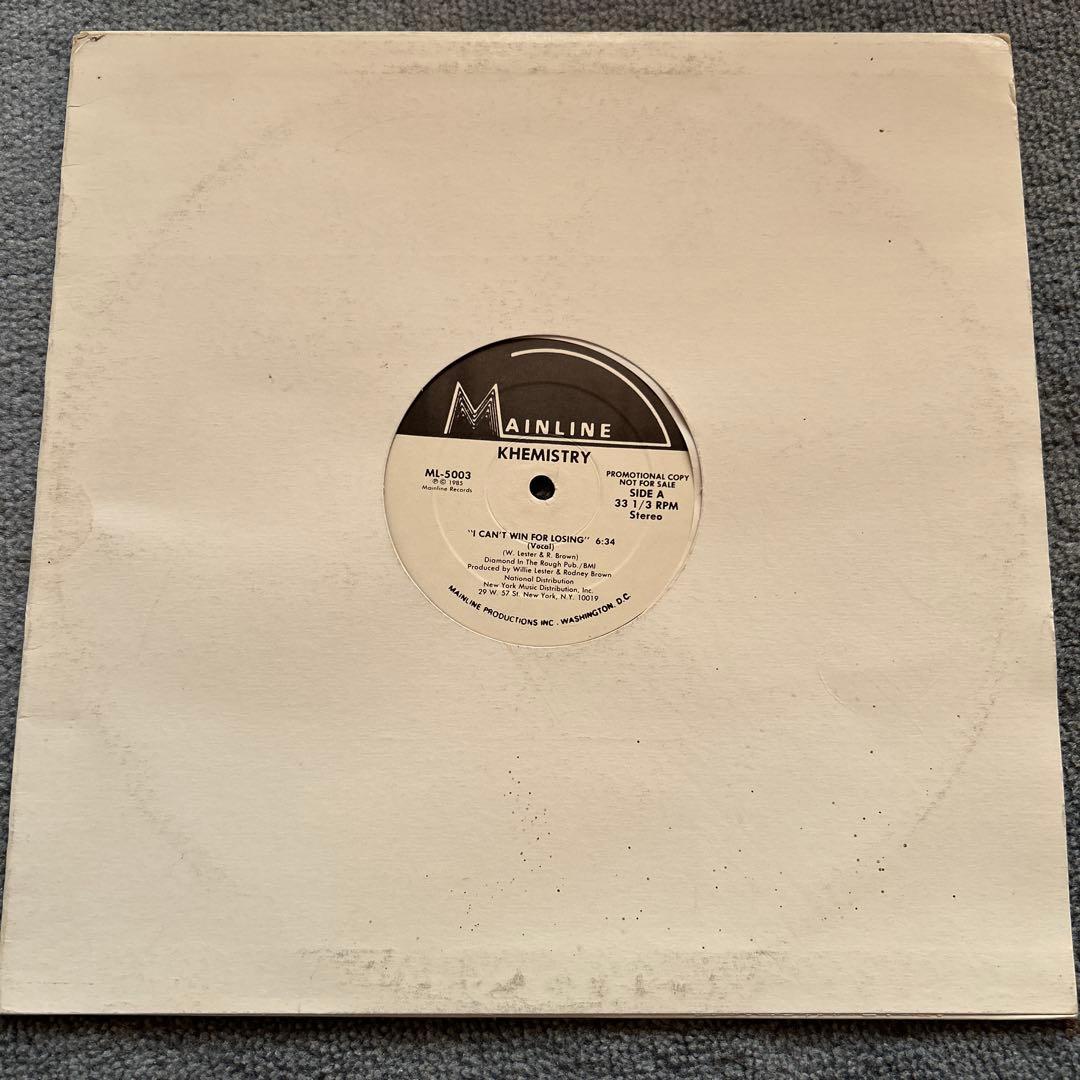 MAINLINE
KHEMISTRY
ML-5003
℗ © 1985
Mainline Records
PROMOTIONAL COPY
NOT FOR SALE
SIDE A
33 1/3 RPM
Stereo
"I CAN'T WIN FOR LOSING" 6:34
(Vocal)
(W. Lester & R. Brown)
Diamond In The Rough Pub./BMI
Produced by Willie Lester & Rodney Brown
National Distribution
New York Music Distribution, Inc.
29 W. 57 St. New York, N.Y. 10019
MAINLINE PRODUCTIONS INC . WASHINGTON, D.C.